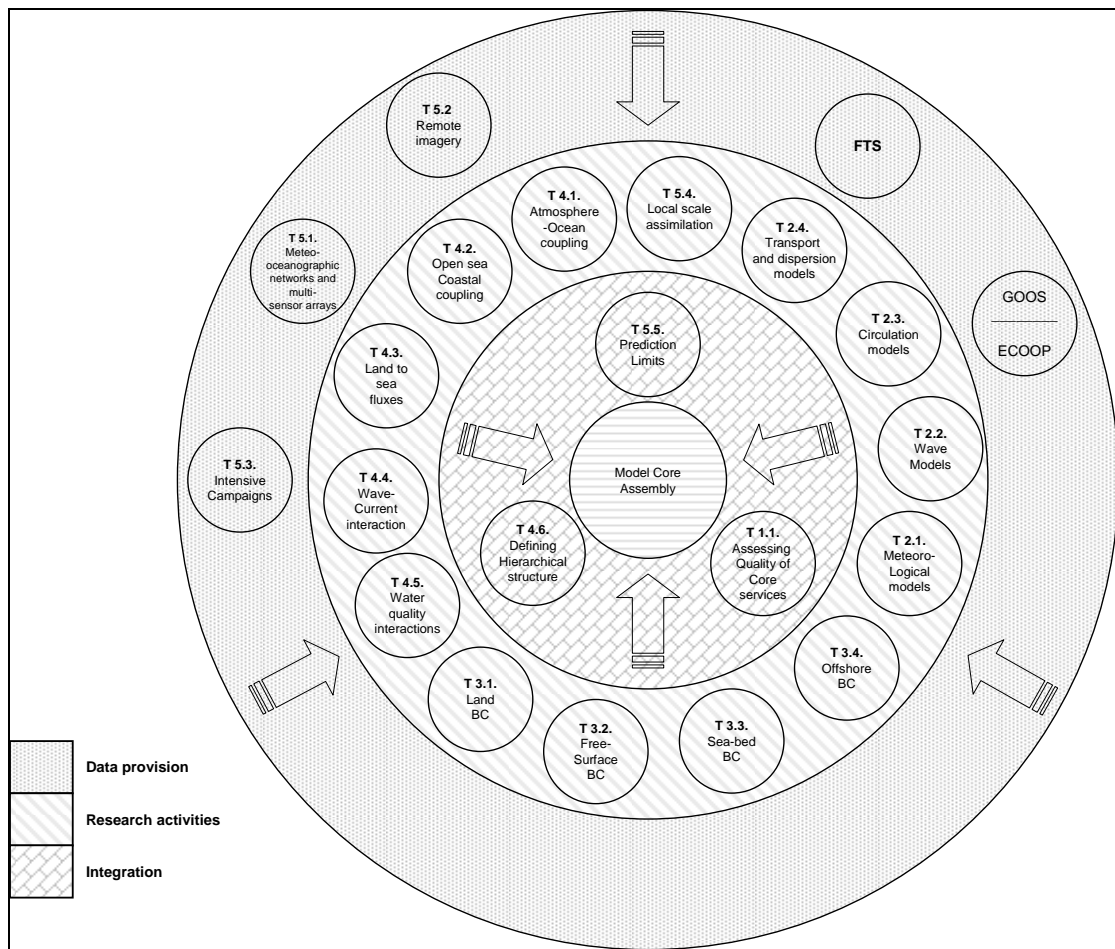 T 5.2
Remote
imagery
FTS
T 5.1.
Meteo-
oceanographic
networks and
multi-
sensor arrays
GOOS
ECOOP
T 5.3.
Intensive
Campaigns
T 4.1.
Atmosphere
-Ocean
coupling
T 5.4.
Local scale
assimilation
T 4.2.
Open sea
Coastal
coupling
T 2.4.
Transport
and dispersion
models
T 4.3.
Land to
sea
fluxes
T 2.3.
Circulation
models
T 4.4.
Wave-
Current
interaction
T 2.2.
Wave
Models
T 4.5.
Water
quality
interactions
T 2.1.
Meteoro-
Logical
models
T 3.1.
Land
BC
T 3.2.
Free-
Surface
BC
T 3.3.
Sea-bed
BC
T 3.4.
Offshore
BC
T 5.5.
Prediction
Limits
Model Core
Assembly
T 4.6.
Defining
Hierarchical
structure
T 1.1.
Assessing
Quality of
Core
services
Data provision
Research activities
Integration